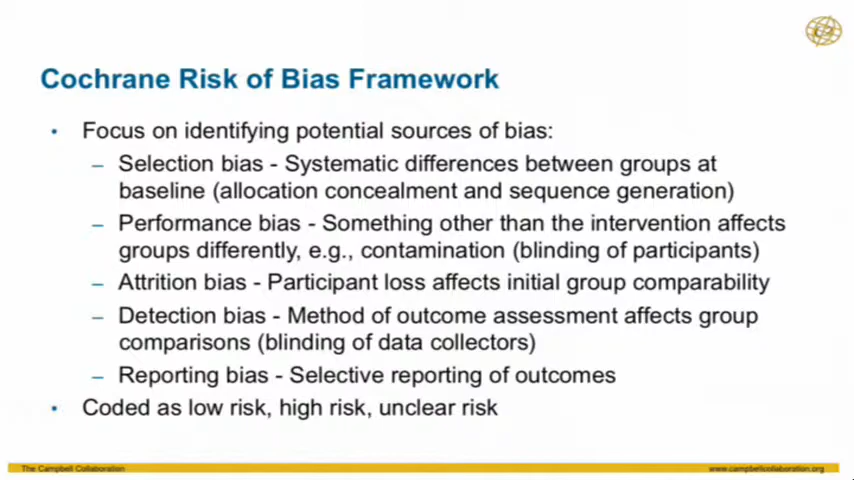 Cochrane Risk of Bias Framework
• Focus on identifying potential sources of bias:
– Selection bias - Systematic differences between groups at
baseline (allocation concealment and sequence generation)
– Performance bias - Something other than the intervention affects
groups differently, e.g., contamination (blinding of participants)
– Attrition bias - Participant loss affects initial group comparability
– Detection bias - Method of outcome assessment affects group
comparisons (blinding of data collectors)
– Reporting bias - Selective reporting of outcomes
• Coded as low risk, high risk, unclear risk
The Campbell Collaboration
www.campbellcollaboration.org